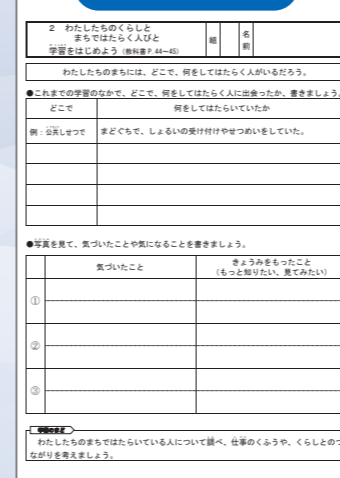 ２　わたしたちのくらしと
まちではたらく人びと
学習をはじめよう（教科書P.44〜45）
組
名前
わたしたちのまちには、どこで、何をしてはたらく人がいるだろう。
●これまでの学習のなかで、どこで、何をしてはたらく人に出会ったか、書きましょう。
どこで　何をしてはたらいていたか
例：公共しせつで　まどぐちで、しょるいの受け付けやせつめいをしていた。
●写真を見て、気づいたことや気になることを書きましょう。
気づいたこと　きょうみをもったこと
（もっと知りたい、見てみたい）
①
②
③
わたしたちのまちではたらいている人について調べ、仕事のくふうや、くらしとのつ
ながりを考えましょう。